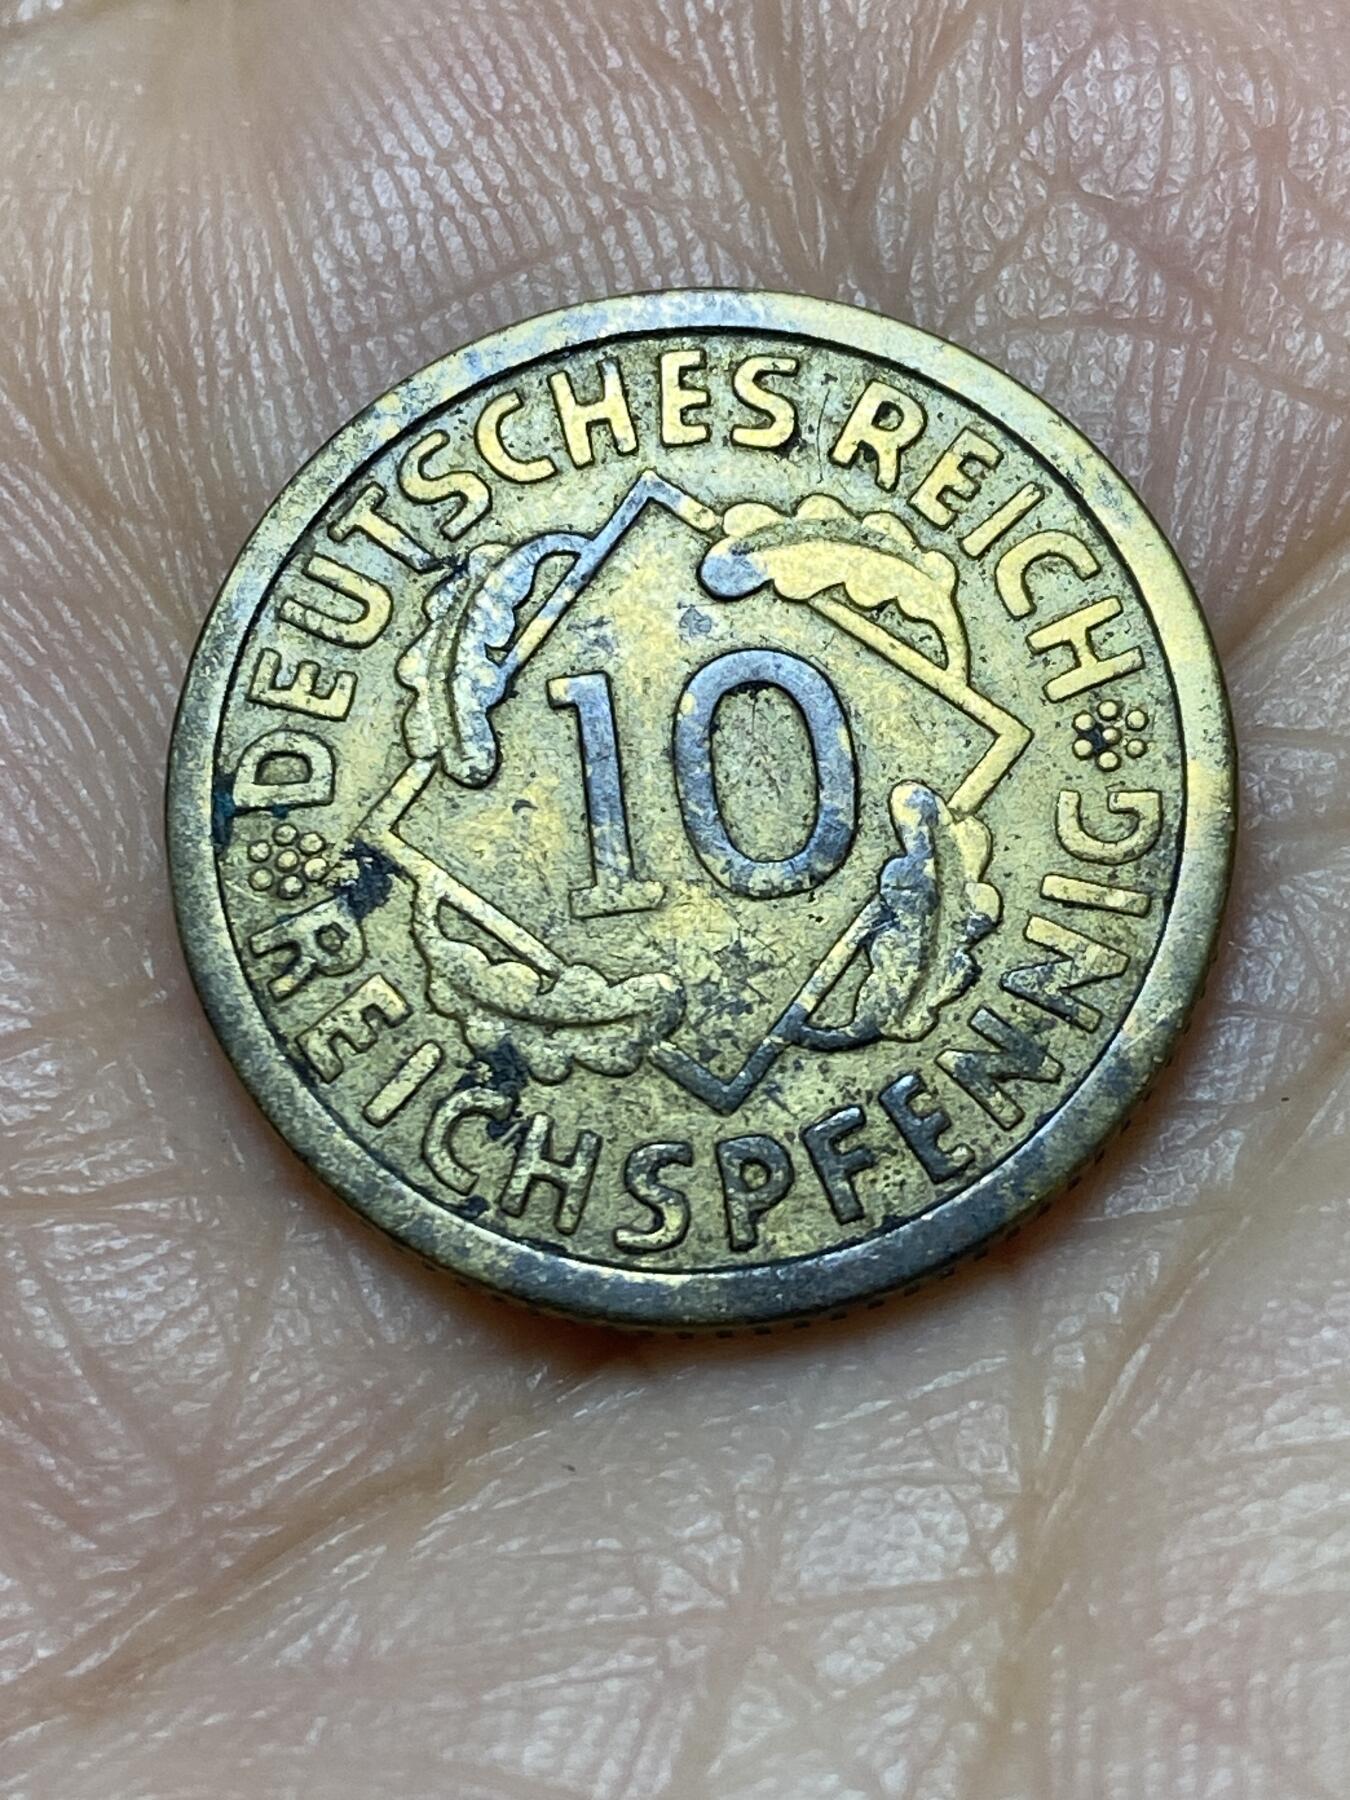 DEUTSCHES REICH
10
REICHSPFENNIG